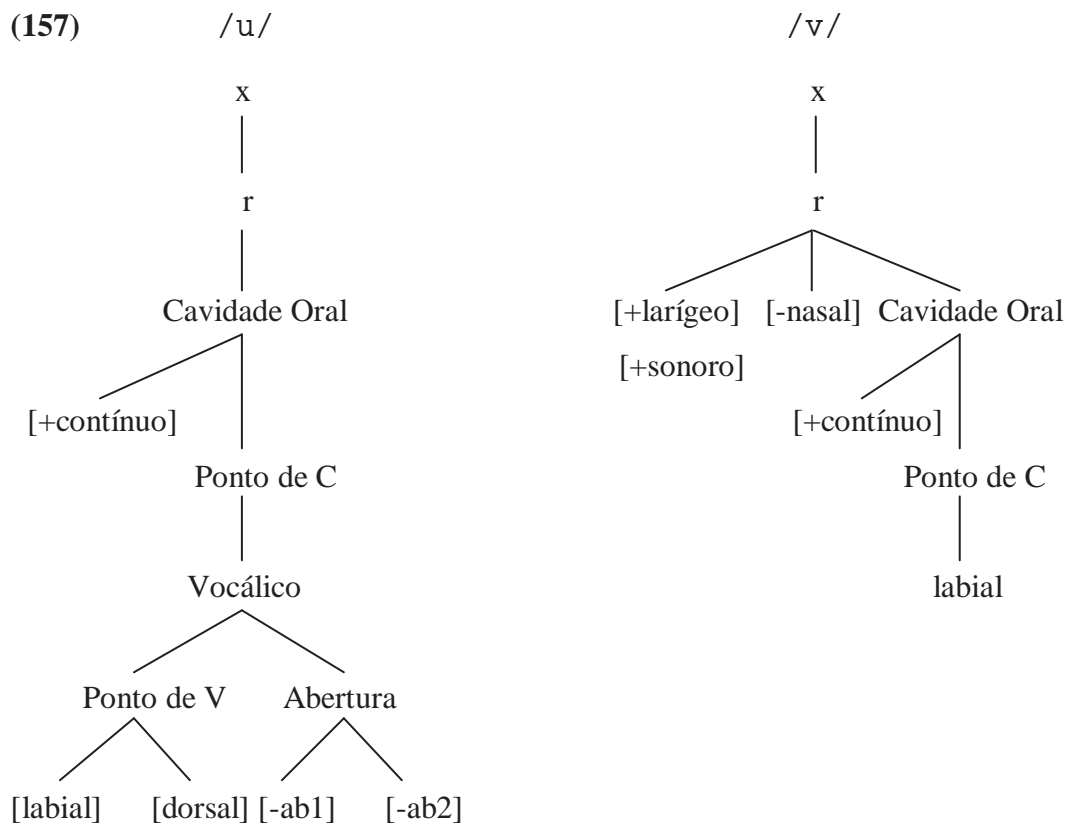 (157) /u/ /v/
x x
r r
Cavidade Oral [+larígeo] [-nasal] Cavidade Oral
[+sonoro]
[+contínuo] [+contínuo]
Ponto de C Ponto de C
Vocálico labial
Ponto de V Abertura
[labial] [dorsal] [-ab1] [-ab2]